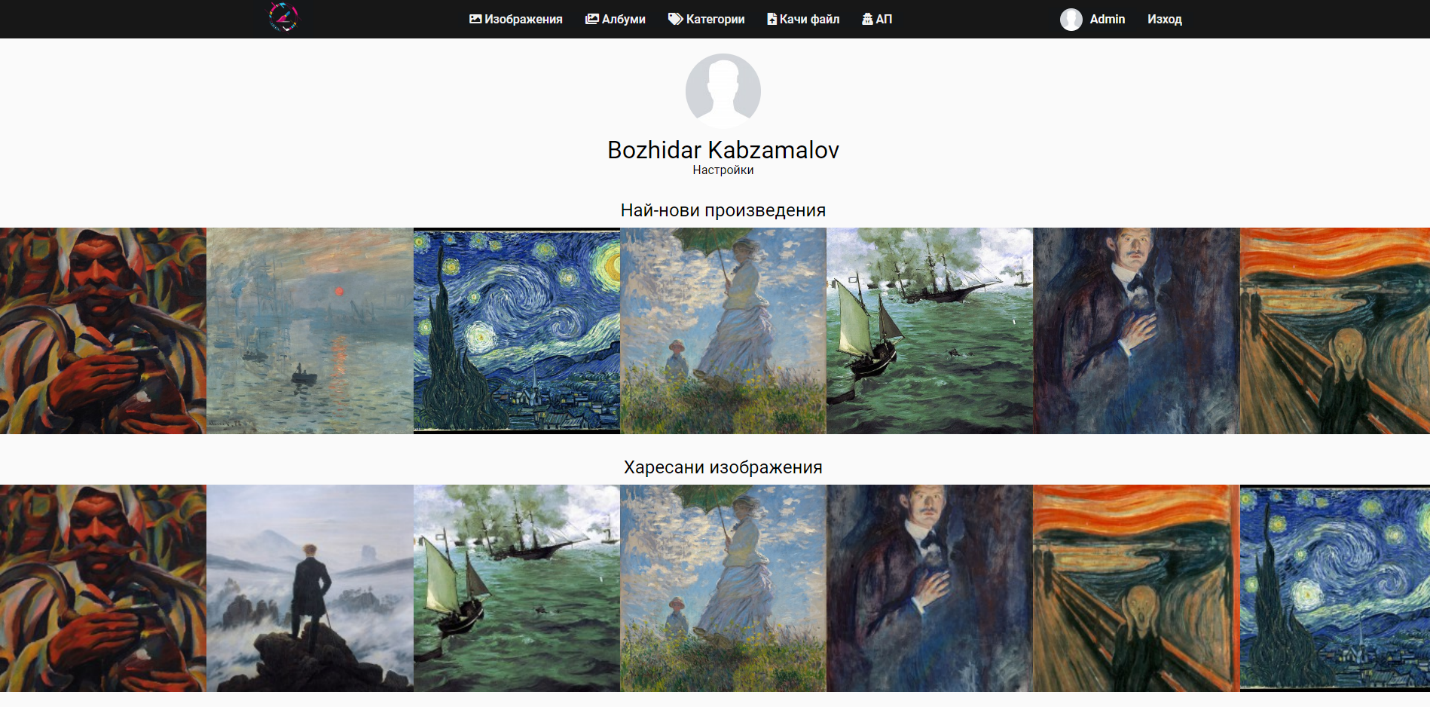 Изображения Албуми Категории Качи файл АП Admin Изход
Bozhidar Kabzamalov
Настройки
Най-нови произведения
Харесани изображения